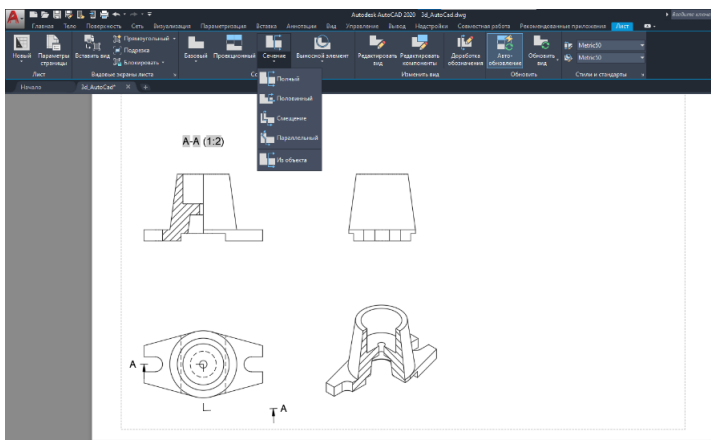 Autodesk AutoCAD 2020 3d_AutoCad.dwg
Введите ключе
Главная Тело Поверхность Сеть Визуализация Параметризация Вставка Аннотации Вид Управление Вывод Надстройки Совместная работа Рекомендованные приложения Лист
Новый
Параметры страницы
Вставить вид
Прямоугольный
Подрезка
Блокировать
Базовый
Проекционный
Сечение
Выносной элемент
Редактировать вид
Редактировать компоненты
Доработка обозначения
Авто-обновление
Обновить вид
Metric50
Metric50
Лист
Видовые экраны листа
Со
Изменить вид
Обновить
Стили и стандарты
Начало
3d_AutoCad*
Полный
Половинный
Смещение
Параллельный
Из объекта
A-A (1:2)
A
A